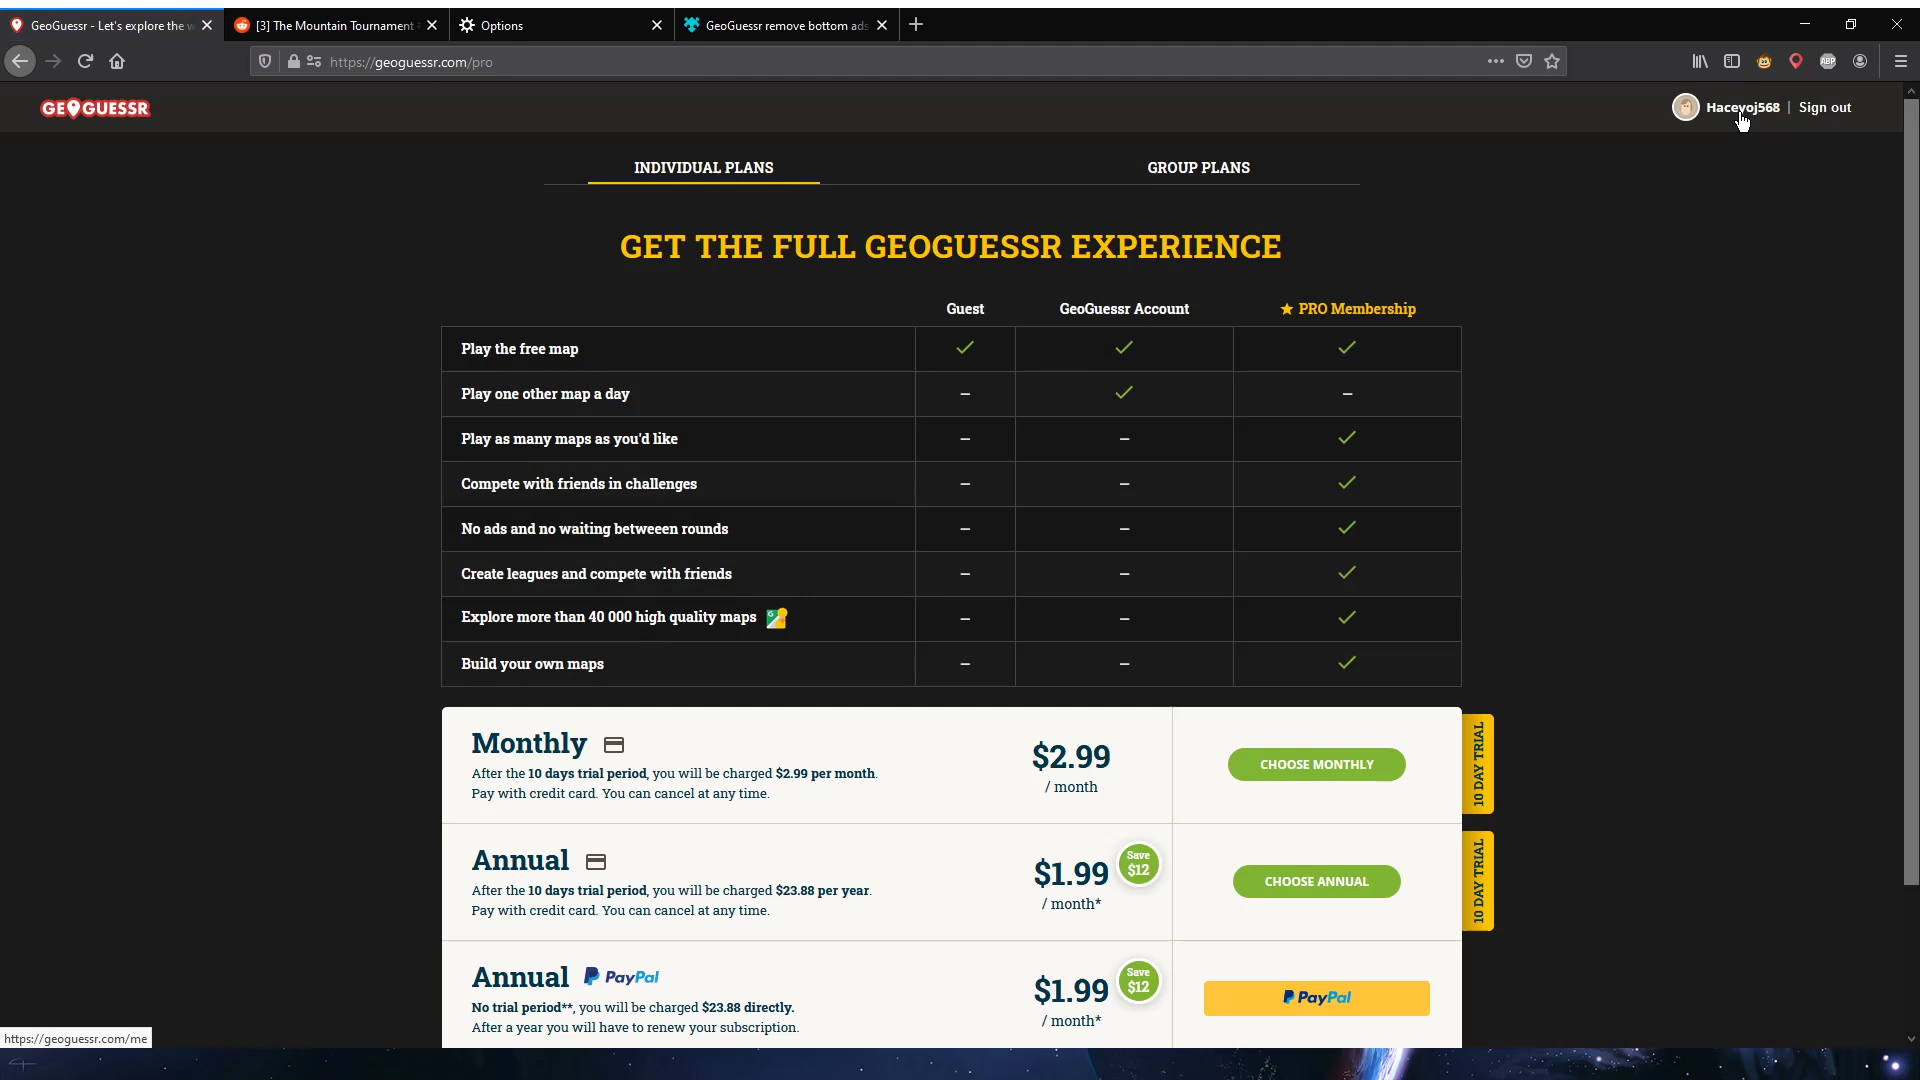 GeoGuessr - Let's explore the w
[3] The Mountain Tournament
Options
GeoGuessr remove bottom ads
https://geoguessr.com/pro
ABP
GEOGUESSR
Hacevoj568 | Sign out
INDIVIDUAL PLANS
GROUP PLANS
GET THE FULL GEOGUESSR EXPERIENCE
Guest
GeoGuessr Account
★ PRO Membership
Play the free map
Play one other map a day
Play as many maps as you'd like
Compete with friends in challenges
No ads and no waiting betweeen rounds
Create leagues and compete with friends
Explore more than 40 000 high quality maps
Build your own maps
Monthly
After the 10 days trial period, you will be charged $2.99 per month.
Pay with credit card. You can cancel at any time.
$2.99
/ month
CHOOSE MONTHLY
10 DAY TRIAL
Annual
After the 10 days trial period, you will be charged $23.88 per year.
Pay with credit card. You can cancel at any time.
$1.99
/ month*
Save
$12
CHOOSE ANNUAL
10 DAY TRIAL
Annual PayPal
No trial period**, you will be charged $23.88 directly.
After a year you will have to renew your subscription.
$1.99
/ month*
Save
$12
PayPal
https://geoguessr.com/me